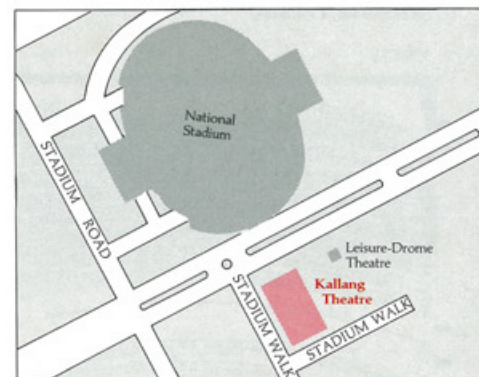 National
Stadium
STADIUM ROAD
Leisure-Drome
Theatre
Kallang
Theatre
STADIUM WALK
STADIUM WALK